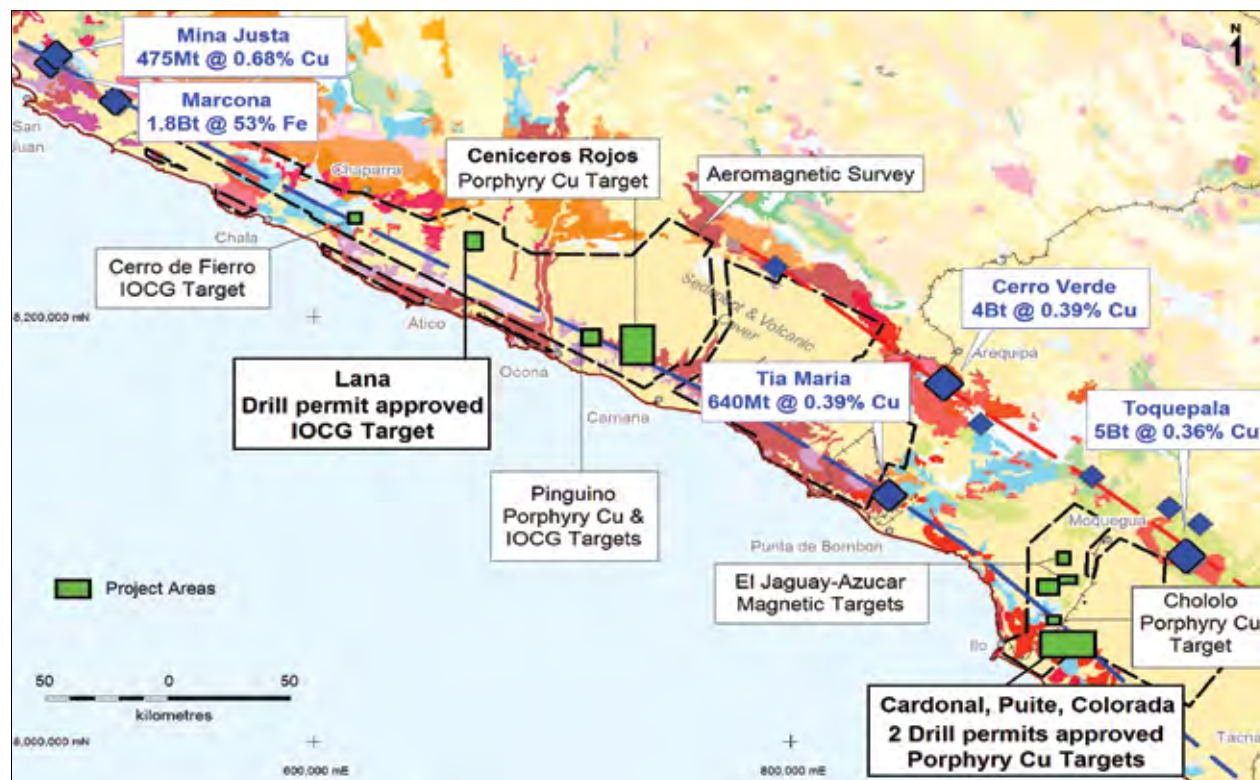 Mina Justa
475Mt @ 0.68% Cu
N
Marcona
1.8Bt @ 53% Fe
San
Juan
Ceniceros Rojos
Porphyry Cu Target
Aeromagnetic Survey
Chaparra
Chala
Cerro de Fierro
IOCG Target
Sediment & Volcanic
Cover
Cerro Verde
4Bt @ 0.39% Cu
8,200,000 mN
Atico
Arequipa
Lana
Drill permit approved
IOCG Target
Ocona
Camana
Tia Maria
640Mt @ 0.39% Cu
Toquepala
5Bt @ 0.36% Cu
Pinguino
Porphyry Cu &
IOCG Targets
Moquegua
Punta de Bombon
El Jaguay-Azucar
Magnetic Targets
Project Areas
Chololo
Porphyry Cu
Target
Ilo
50 0 50
kilometres
Cardonal, Puite, Colorada
2 Drill permits approved
Porphyry Cu Targets
8,000,000 mN
Tacna
600,000 mE
800,000 mE